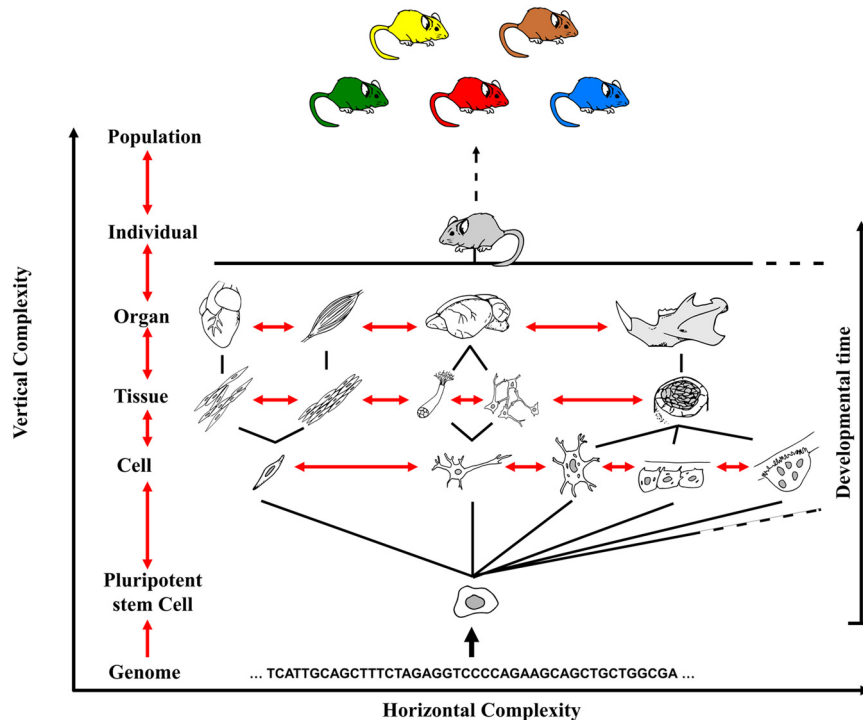 Population
Individual
Organ
Tissue
Cell
Pluripotent
stem Cell
Genome
... TCATTGCAGCTTTCTAGAGGTCCCCAGAAGCAGCTGCTGGCGA ...
Vertical Complexity
Horizontal Complexity
Developmental time